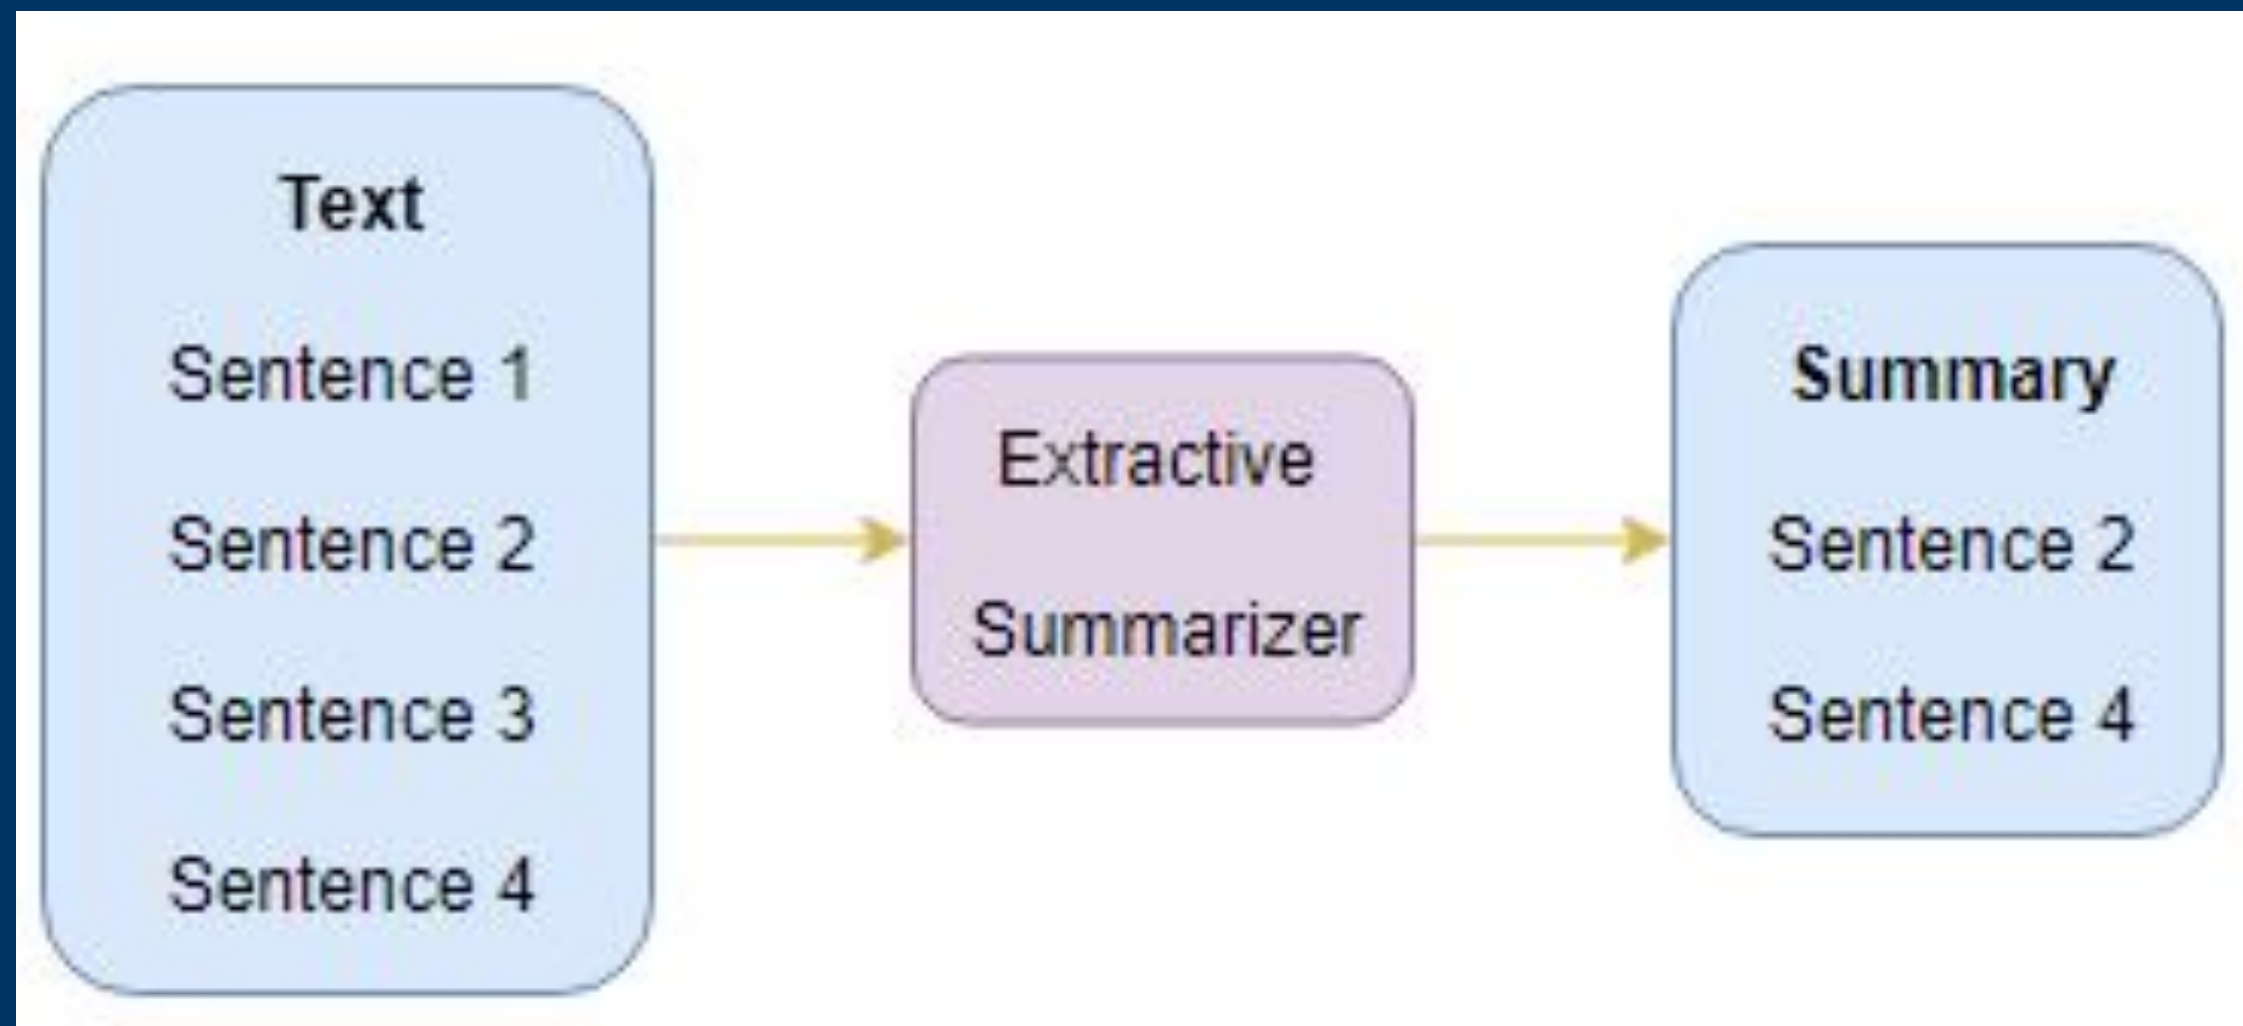 Text
Sentence 1
Sentence 2
Sentence 3
Sentence 4
Extractive
Summarizer
Summary
Sentence 2
Sentence 4